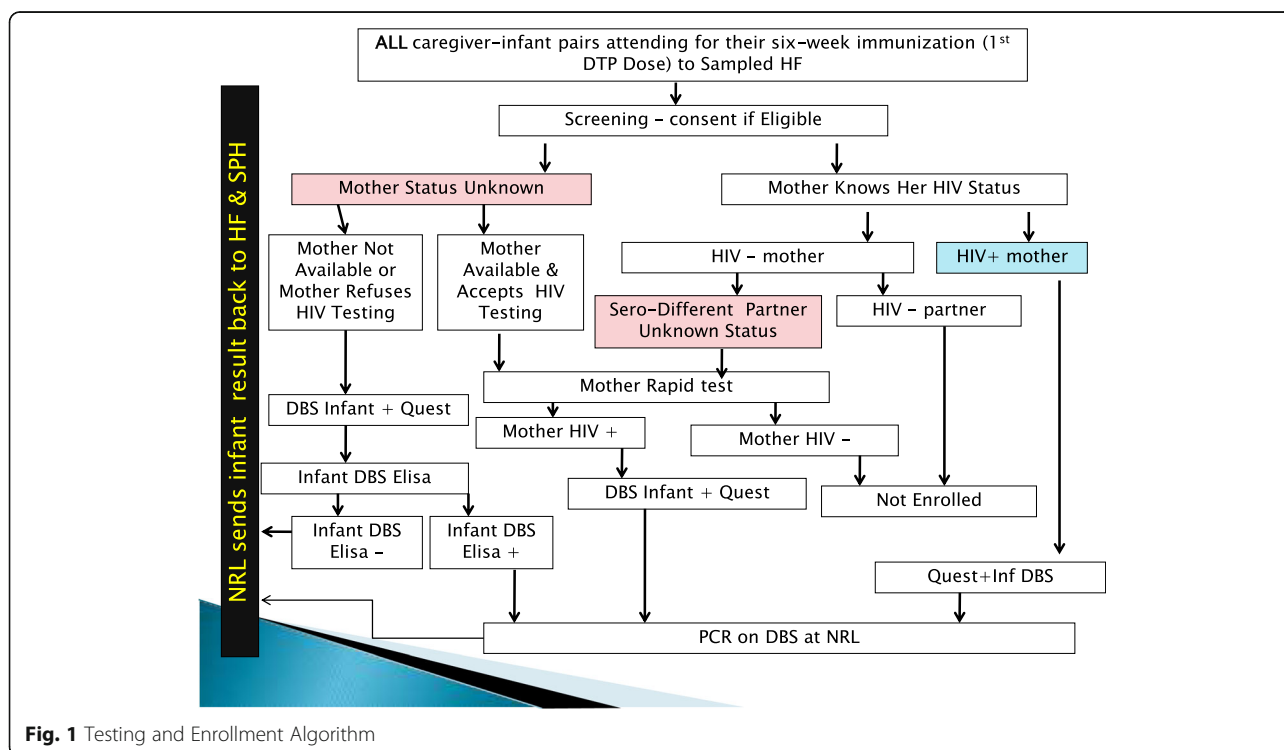 ALL caregiver–infant pairs attending for their six-week immunization (1st
DTP Dose) to Sampled HF
Screening – consent if Eligible
Mother Status Unknown
Mother Knows Her HIV Status
Mother Not
Available or
Mother Refuses
HIV Testing
Mother
Available &
Accepts HIV
Testing
HIV – mother
HIV+ mother
Sero-Different Partner
Unknown Status
HIV – partner
Mother Rapid test
DBS Infant + Quest
Mother HIV +
Mother HIV –
Infant DBS Elisa
DBS Infant + Quest
Not Enrolled
Infant DBS
Elisa –
Infant DBS
Elisa +
Quest+Inf DBS
PCR on DBS at NRL
NRL sends infant result back to HF & SPH
Fig. 1 Testing and Enrollment Algorithm